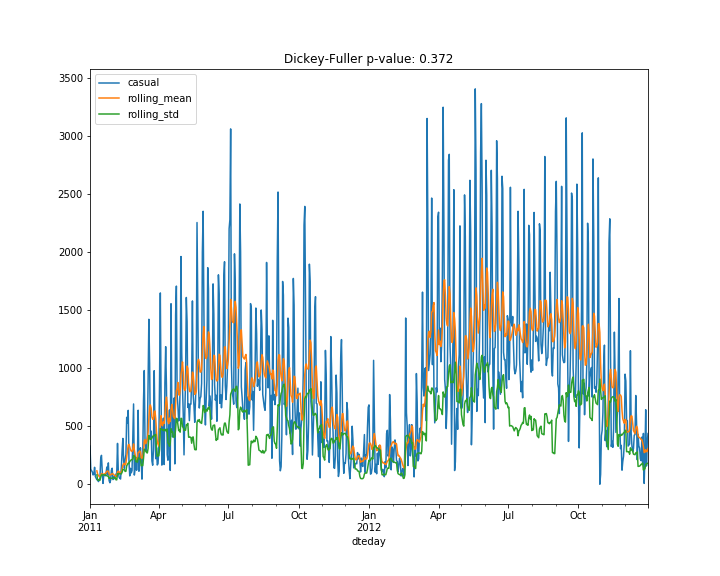 Dickey-Fuller p-value: 0.372
3500
3000
2500
2000
1500
1000
500
0
casual
rolling_mean
rolling_std
Jan Apr Jul Oct Jan Apr Jul Oct
2011 2012
dteday